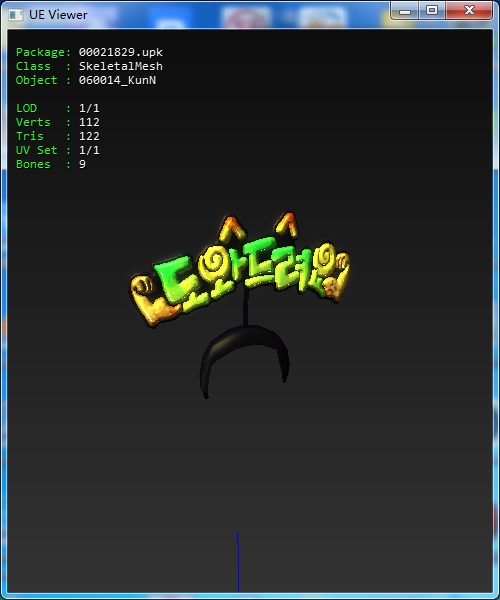 UE Viewer
Package: 00021829.upk
Class : SkeletalMesh
Object : 060014_KunN
LOD : 1/1
Verts : 112
Tris : 122
UV Set : 1/1
Bones : 9
^ ^
도와드려요